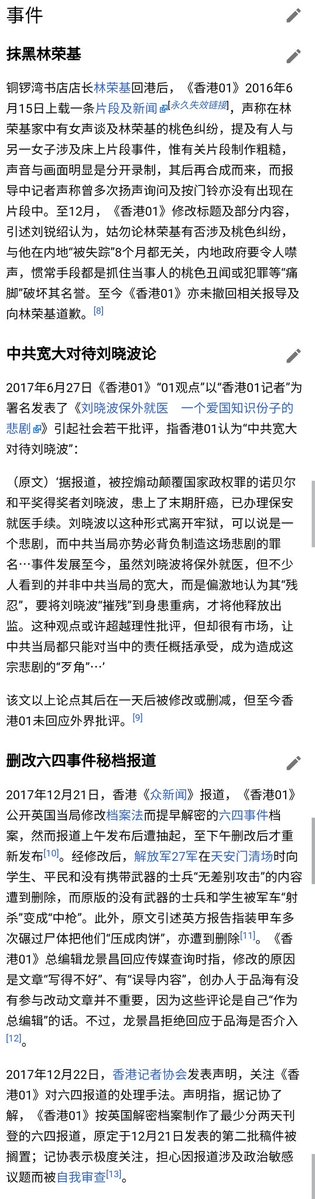 事件
抹黑林荣基
铜锣湾书店店长林荣基回港后，《香港01》2016年6
月15日上载一条片段及新闻[永久失效链接]，声称在林
荣基家中有女声谈及林荣基的桃色纠纷，提及有人与
另一女子涉及床上片段事件，惟有关片段制作粗糙，
声音与画面明显是分开录制，其后再合成而来，而报
导中记者声称曾多次扬声询问及按门铃亦没有出现在
片段中。至12月，《香港01》修改标题及部分内容，
引述刘锐绍认为，姑勿论林荣基有否涉及桃色纠纷，
与他在内地“被失踪”8个月都无关，内地政府要令人噤
声，惯常手段都是抓住当事人的桃色丑闻或犯罪等“痛
脚”破坏其名誉。至今《香港01》亦未撤回相关报导及
向林荣基道歉。[8]
中共宽大对待刘晓波论
2017年6月27日《香港01》“01观点”以“香港01记者”为
署名发表了《刘晓波保外就医　一个爱国知识份子的
悲剧》引起社会若干批评，指香港01认为“中共宽大
对待刘晓波”：
（原文）‘据报道，被控煽动颠覆国家政权罪的诺贝尔
和平奖得奖者刘晓波，患上了末期肝癌，已办理保安
就医手续。刘晓波以这种形式离开牢狱，可以说是一
个悲剧，而中共当局亦势必背负制造这场悲剧的罪
名…事件发展至今，虽然刘晓波将保外就医，但不少
人看到的并非中共当局的宽大，而是偏激地认为其“残
忍”，要将刘晓波“摧残”到身患重病，才将他释放出
监。这种观点或许超越理性批评，但却很有市场，让
中共当局都只能对当中的责任概括承受，成为造成这
宗悲剧的“歹角”…‘
该文以上论点其后在一天后被修改或删减，但至今香
港01未回应外界批评。[9]
删改六四事件秘档报道
2017年12月21日，香港《众新闻》报道，《香港01》
公开英国当局修改档案法而提早解密的六四事件档
案，然而报道上午发布后遭抽起，至下午删改后才重
新发布[10]。经修改后，解放军27军在天安门清场时向
学生、平民和没有携带武器的士兵“无差别攻击”的内容
遭到删除，而原版的没有武器的士兵和学生被军车“射
杀”变成“中枪”。此外，原文引述英方报告指装甲车多
次碾过尸体把他们“压成肉饼”，亦遭到删除[11]。《香
港01》总编辑龙景昌回应传媒查询时指，修改的原因
是文章“写得不好”、有“误导内容”，创办人于品海有没
有参与改动文章并不重要，因为这些评论是自己“作为
总编辑”的话。不过，龙景昌拒绝回应于品海是否介入
[12]。
2017年12月22日，香港记者协会发表声明，关注《香
港01》对六四报道的处理手法。声明指，据记协了
解，《香港01》按英国解密档案制作了最少分两天刊
登的六四报道，原定于12月21日发表的第二批稿件被
搁置；记协表示极度关注，担心因报道涉及政治敏感
议题而被自我审查[13]。